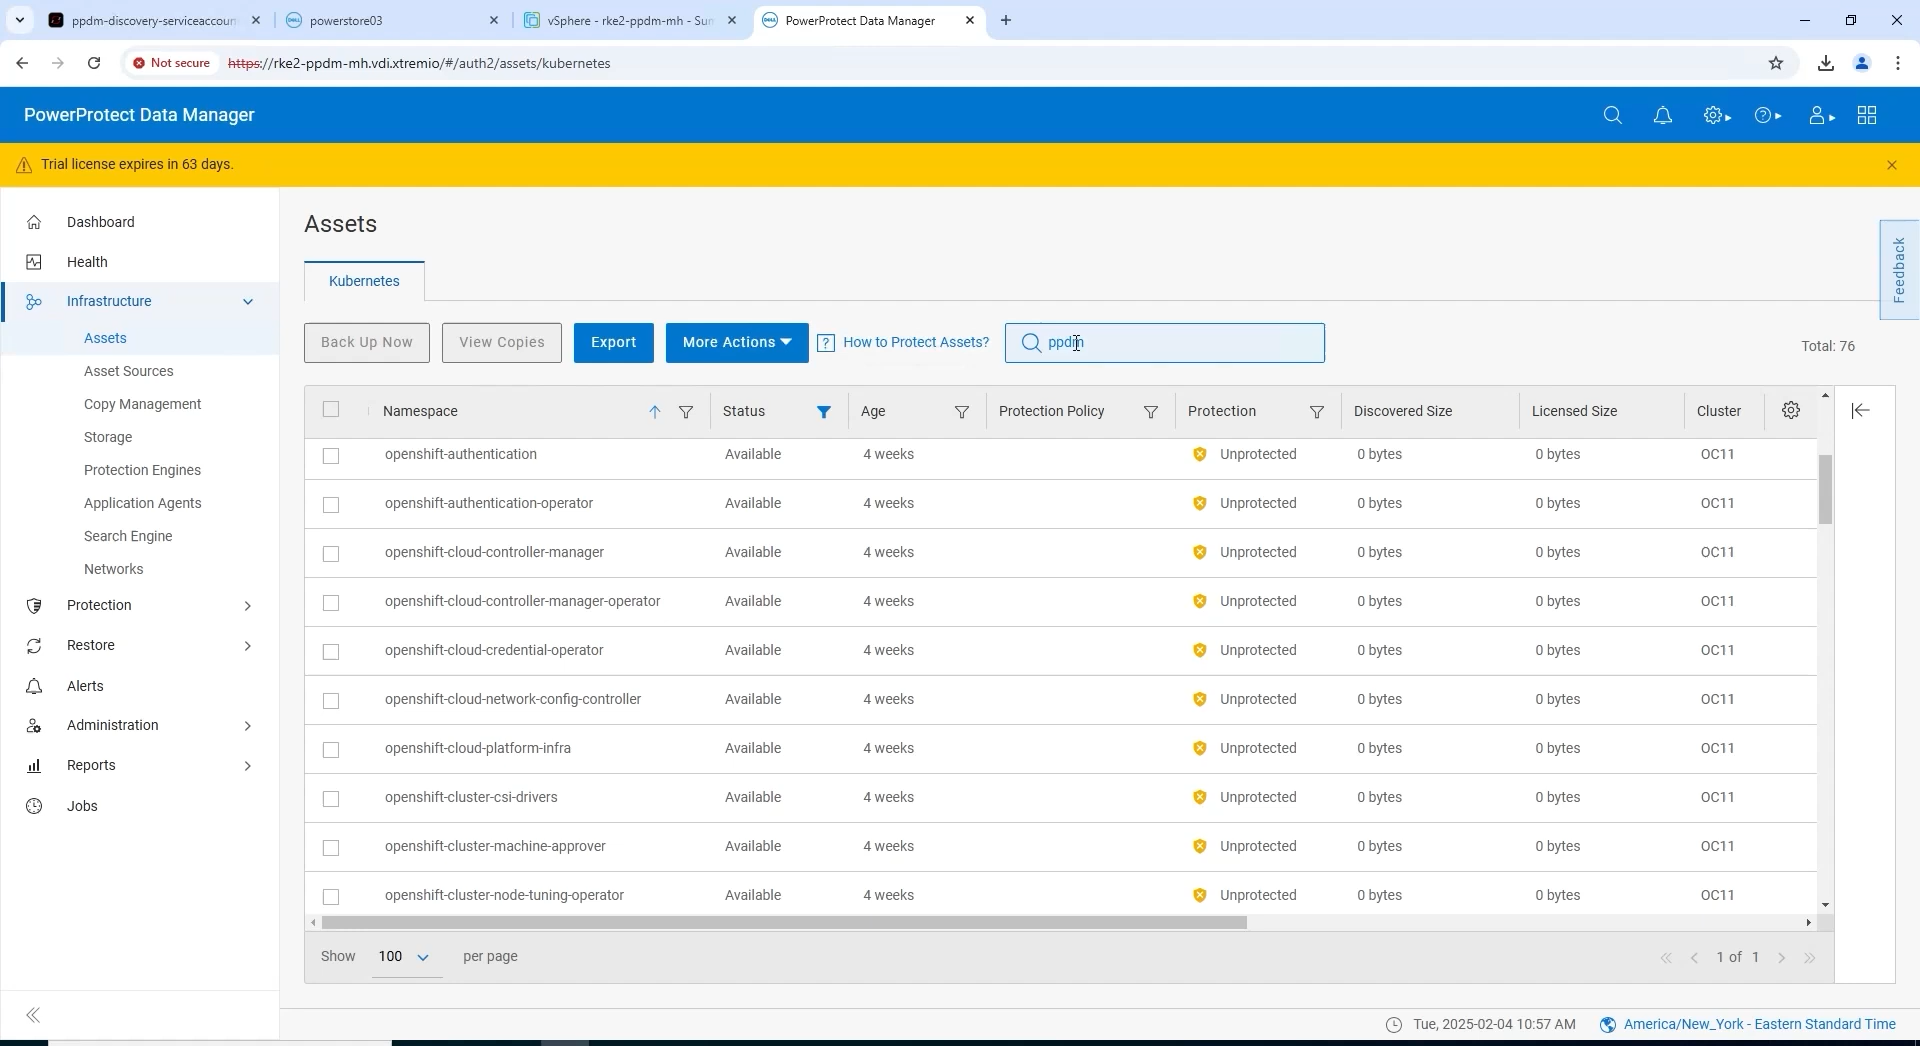 ppdm-discovery-serviceaccoun
powerstore03
vSphere - rke2-ppdm-mh - Sum
PowerProtect Data Manager
Not secure
https://rke2-ppdm-mh.vdi.xtremio/#/auth2/assets/kubernetes
PowerProtect Data Manager
Trial license expires in 63 days.
Dashboard
Health
Infrastructure
Assets
Asset Sources
Copy Management
Storage
Protection Engines
Application Agents
Search Engine
Networks
Protection
Restore
Alerts
Administration
Reports
Jobs
Assets
Feedback
Kubernetes
Back Up Now View Copies Export More Actions How to Protect Assets? ppdm Total: 76
Namespace Status Age Protection Policy Protection Discovered Size Licensed Size Cluster
openshift-authentication Available 4 weeks Unprotected 0 bytes 0 bytes OC11
openshift-authentication-operator Available 4 weeks Unprotected 0 bytes 0 bytes OC11
openshift-cloud-controller-manager Available 4 weeks Unprotected 0 bytes 0 bytes OC11
openshift-cloud-controller-manager-operator Available 4 weeks Unprotected 0 bytes 0 bytes OC11
openshift-cloud-credential-operator Available 4 weeks Unprotected 0 bytes 0 bytes OC11
openshift-cloud-network-config-controller Available 4 weeks Unprotected 0 bytes 0 bytes OC11
openshift-cloud-platform-infra Available 4 weeks Unprotected 0 bytes 0 bytes OC11
openshift-cluster-csi-drivers Available 4 weeks Unprotected 0 bytes 0 bytes OC11
openshift-cluster-machine-approver Available 4 weeks Unprotected 0 bytes 0 bytes OC11
openshift-cluster-node-tuning-operator Available 4 weeks Unprotected 0 bytes 0 bytes OC11
Show 100 per page 1 of 1
Tue, 2025-02-04 10:57 AM America/New_York - Eastern Standard Time